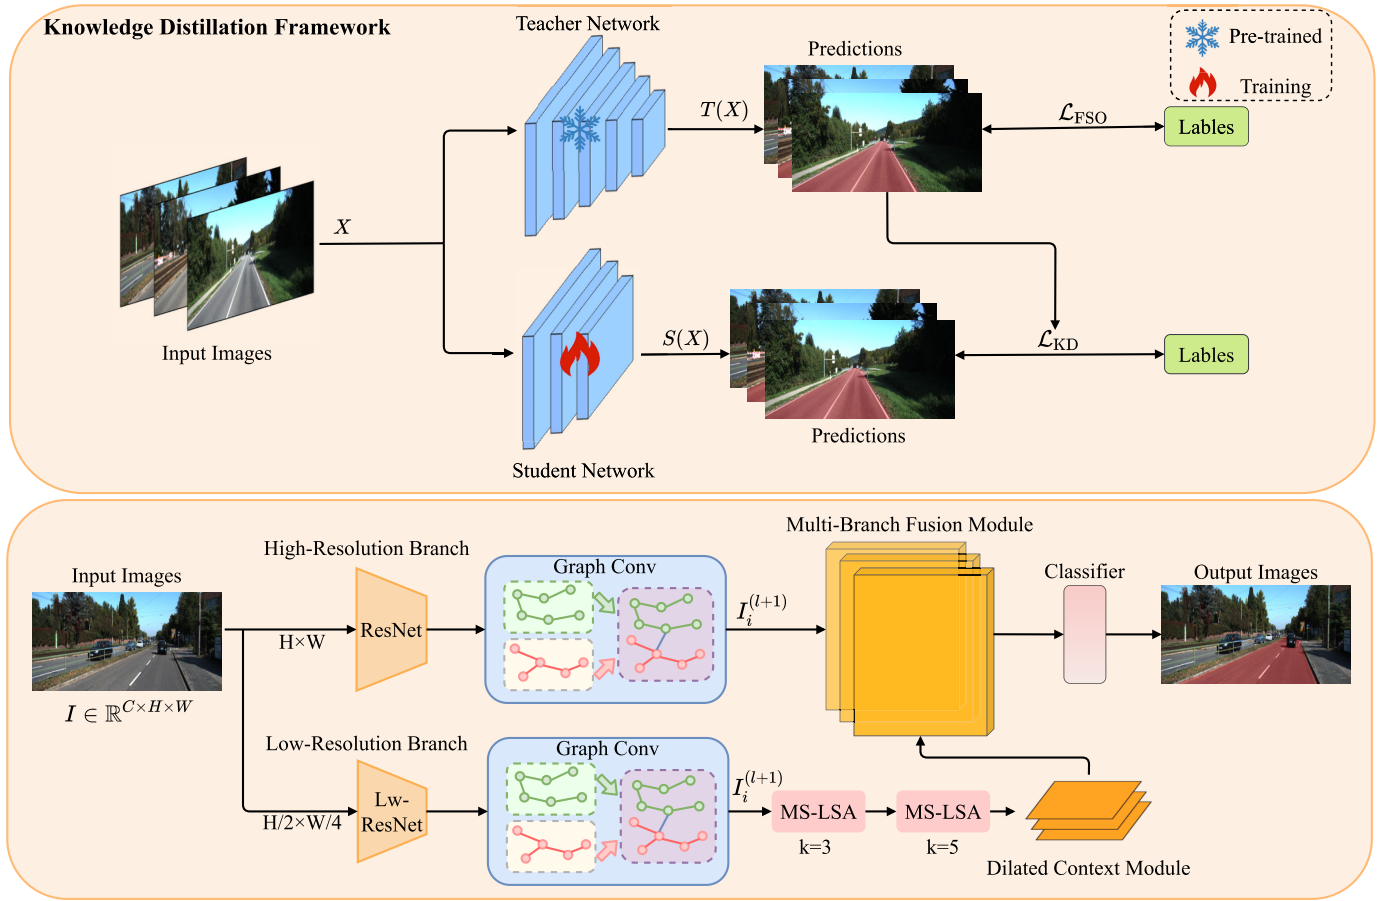 Knowledge Distillation Framework
Teacher Network
Predictions
Pre-trained
Training
X
T(X)
ℒ_FSO
Lables
Input Images
S(X)
ℒ_KD
Lables
Predictions
Student Network
Multi-Branch Fusion Module
High-Resolution Branch
Input Images
Graph Conv
Classifier
Output Images
H×W
ResNet
I_i^{(l+1)}
I ∈ ℝ^{C×H×W}
Low-Resolution Branch
Graph Conv
I_i^{(l+1)}
H/2×W/4
Lw-
ResNet
MS-LSA
MS-LSA
k=3
k=5
Dilated Context Module